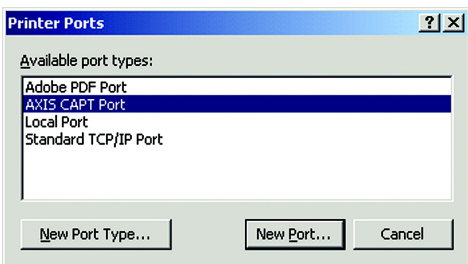 Printer Ports
Available port types:
Adobe PDF Port
AXIS CAPT Port
Local Port
Standard TCP/IP Port
New Port Type... New Port... Cancel